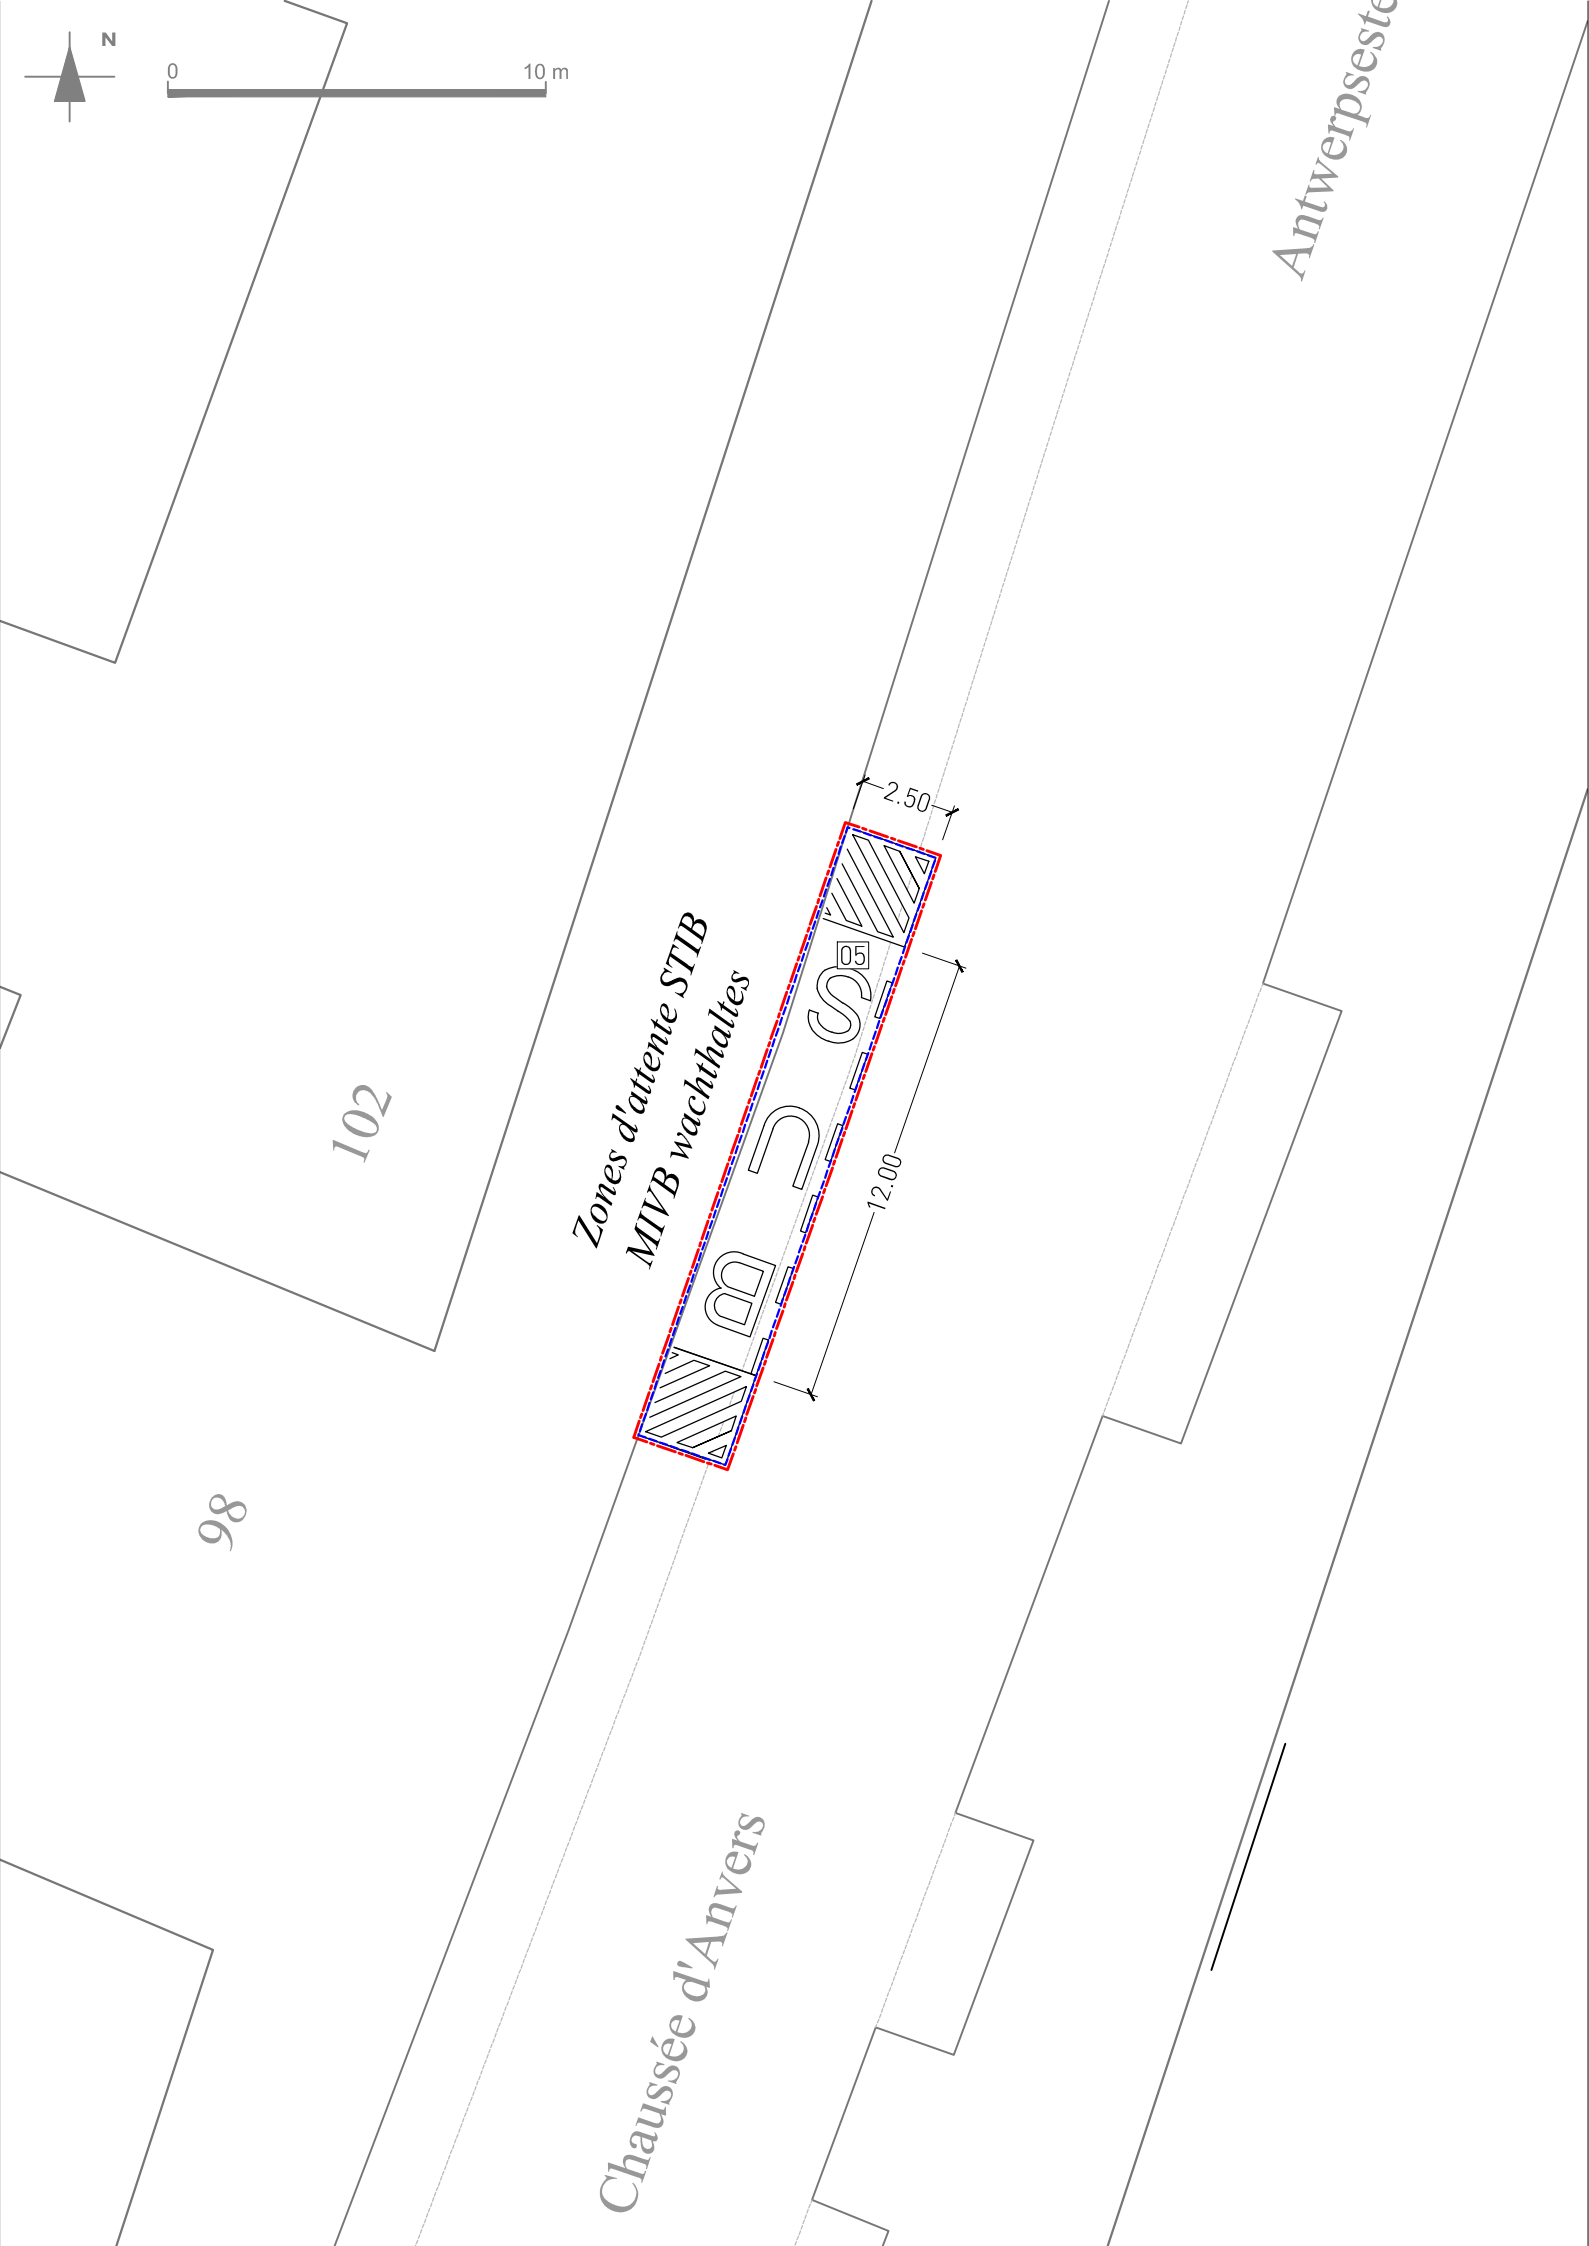 N
0
10 m
Antwerpseste
2.50
Zones d'attente STIB
MIVB wachthaltes
05
BUS
12.00
102
98
Chaussée d'Anvers